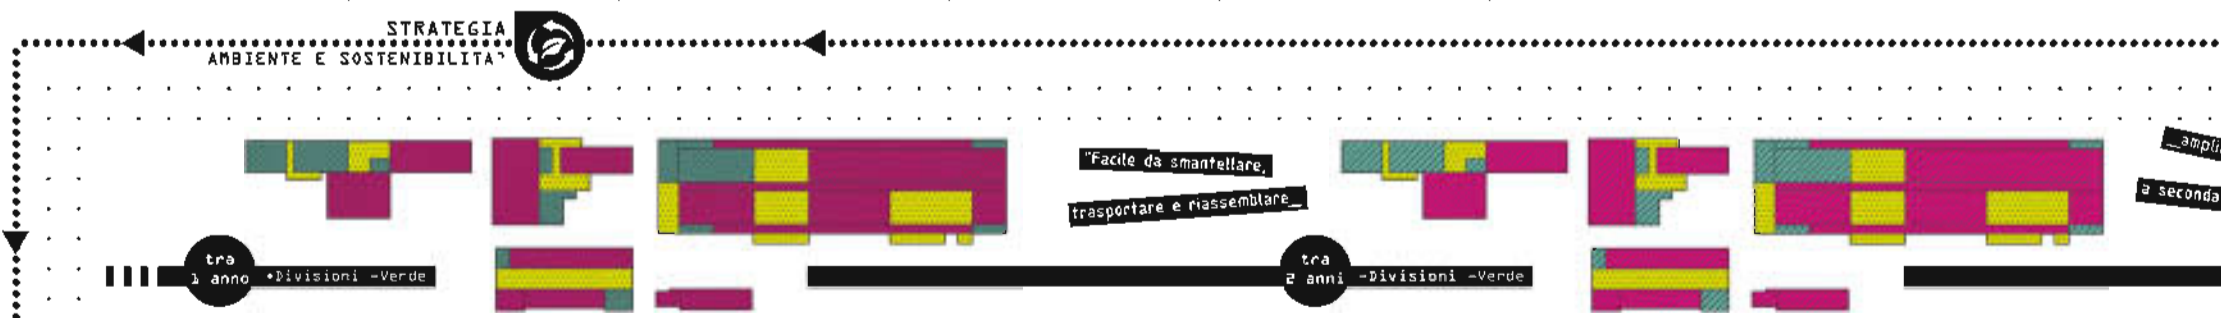 STRATEGIA
AMBIENTE E SOSTENIBILITA'
"Facile da smantellare,
trasportare e riassemblare_
_ampli
a seconda
tra
1 anno
+Divisioni -Verde
tra
2 anni
-Divisioni -Verde